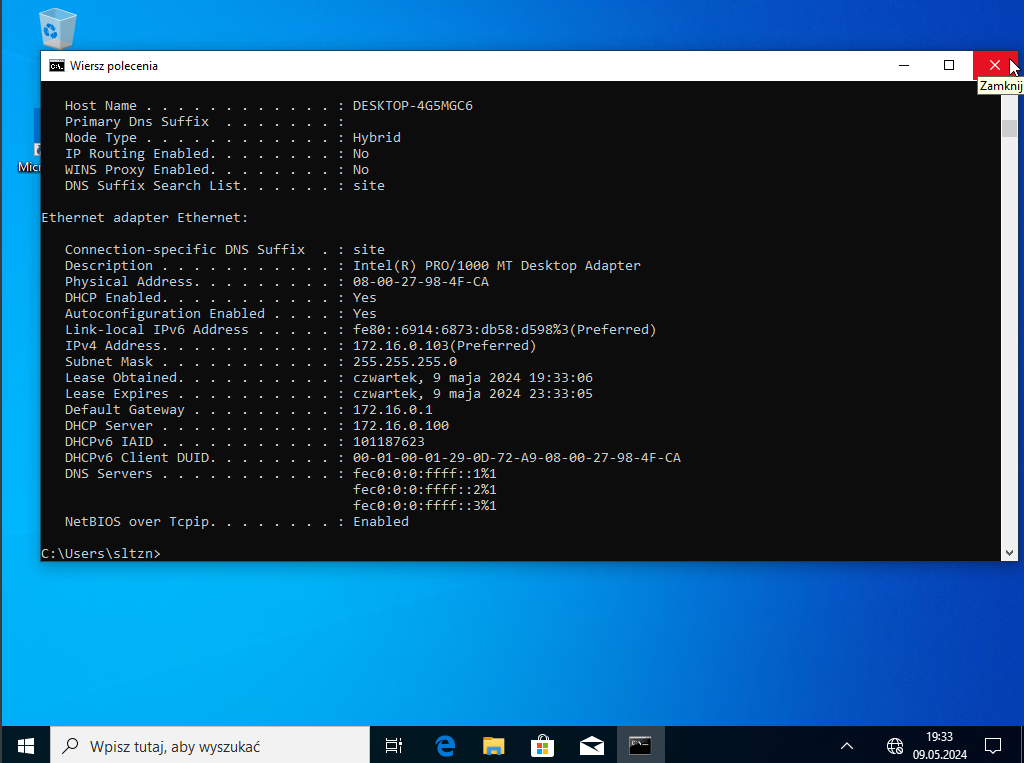 Wiersz polecenia
Zamknij
Host Name . . . . . . . . . . . . : DESKTOP-4G5MGC6
Primary Dns Suffix  . . . . . . . :
Node Type . . . . . . . . . . . . : Hybrid
IP Routing Enabled. . . . . . . . : No
WINS Proxy Enabled. . . . . . . . : No
DNS Suffix Search List. . . . . . : site
Ethernet adapter Ethernet:
Connection-specific DNS Suffix  . : site
Description . . . . . . . . . . . : Intel(R) PRO/1000 MT Desktop Adapter
Physical Address. . . . . . . . . : 08-00-27-98-4F-CA
DHCP Enabled. . . . . . . . . . . : Yes
Autoconfiguration Enabled . . . . : Yes
Link-local IPv6 Address . . . . . : fe80::6914:6873:db58:d598%3(Preferred)
IPv4 Address. . . . . . . . . . . : 172.16.0.103(Preferred)
Subnet Mask . . . . . . . . . . . : 255.255.255.0
Lease Obtained. . . . . . . . . . : czwartek, 9 maja 2024 19:33:06
Lease Expires . . . . . . . . . . : czwartek, 9 maja 2024 23:33:05
Default Gateway . . . . . . . . . : 172.16.0.1
DHCP Server . . . . . . . . . . . : 172.16.0.100
DHCPv6 IAID . . . . . . . . . . . : 101187623
DHCPv6 Client DUID. . . . . . . . : 00-01-00-01-29-0D-72-A9-08-00-27-98-4F-CA
DNS Servers . . . . . . . . . . . : fec0:0:0:ffff::1%1
fec0:0:0:ffff::2%1
fec0:0:0:ffff::3%1
NetBIOS over Tcpip. . . . . . . . : Enabled
C:\Users\sltzn>
Wpisz tutaj, aby wyszukać
19:33
09.05.2024